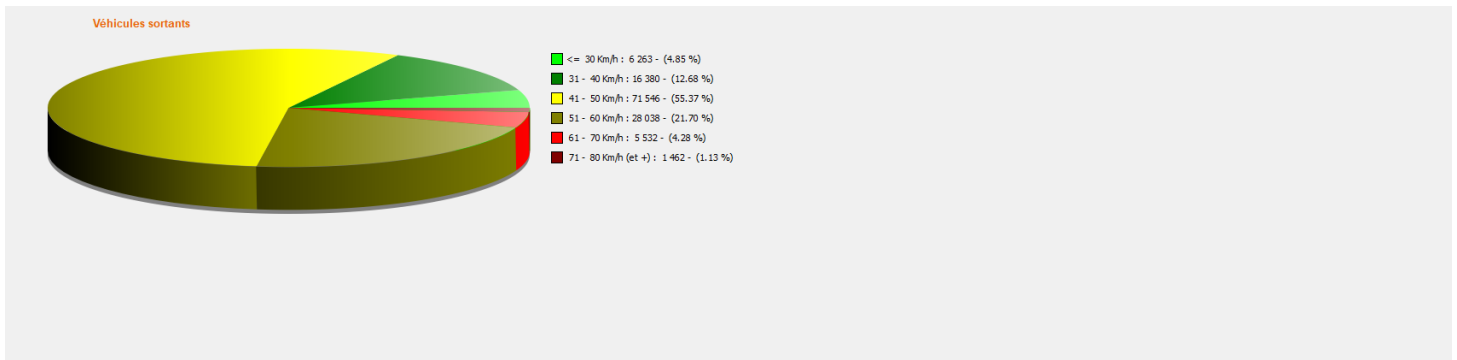 Véhicules sortants
<= 30 Km/h : 6 263 - (4.85 %)
31 - 40 Km/h : 16 380 - (12.68 %)
41 - 50 Km/h : 71 546 - (55.37 %)
51 - 60 Km/h : 28 038 - (21.70 %)
61 - 70 Km/h : 5 532 - (4.28 %)
71 - 80 Km/h (et +) : 1 462 - (1.13 %)